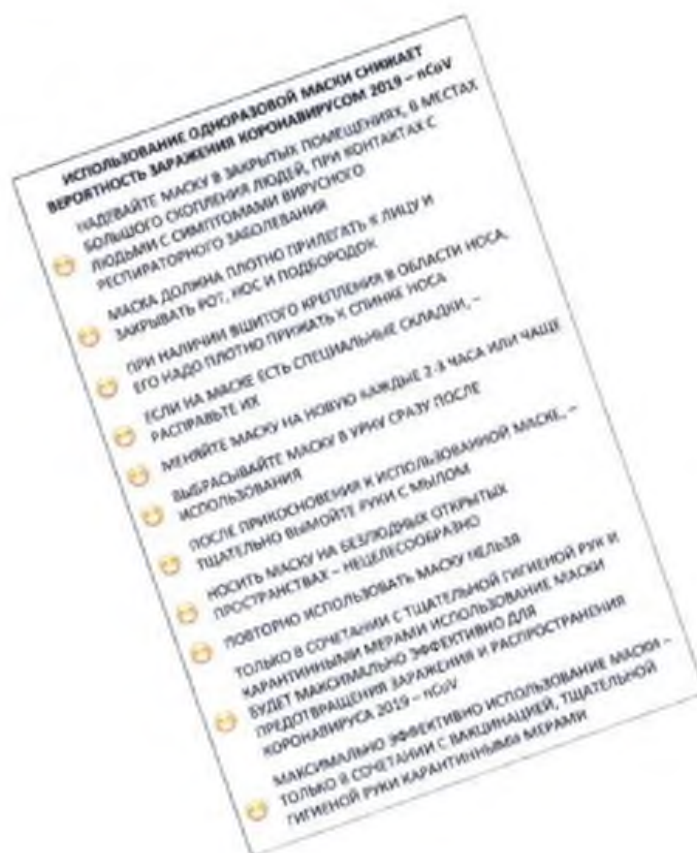 ИСПОЛЬЗОВАНИЕ ОДНОРАЗОВОЙ МАСКИ СНИЖАЕТ
ВЕРОЯТНОСТЬ ЗАРАЖЕНИЯ КОРОНАВИРУСОМ 2019 – nCoV
НАДЕВАЙТЕ МАСКУ В ЗАКРЫТЫХ ПОМЕЩЕНИЯХ, В МЕСТАХ
БОЛЬШОГО СКОПЛЕНИЯ ЛЮДЕЙ, ПРИ КОНТАКТАХ С
ЛЮДЬМИ С СИМПТОМАМИ ВИРУСНОГО
РЕСПИРАТОРНОГО ЗАБОЛЕВАНИЯ
МАСКА ДОЛЖНА ПЛОТНО ПРИЛЕГАТЬ К ЛИЦУ И
ЗАКРЫВАТЬ РОТ, НОС И ПОДБОРОДОК
ПРИ НАЛИЧИИ ВШИТОГО КРЕПЛЕНИЯ В ОБЛАСТИ НОСА,
ЕГО НАДО ПЛОТНО ПРИЖАТЬ К СПИНКЕ НОСА
ЕСЛИ НА МАСКЕ ЕСТЬ СПЕЦИАЛЬНЫЕ СКЛАДКИ, –
РАСПРАВЬТЕ ИХ
МЕНЯЙТЕ МАСКУ НА НОВУЮ КАЖДЫЕ 2-3 ЧАСА ИЛИ ЧАЩЕ
ВЫБРАСЫВАЙТЕ МАСКУ В УРНУ СРАЗУ ПОСЛЕ
ИСПОЛЬЗОВАНИЯ
ПОСЛЕ ПРИКОСНОВЕНИЯ К ИСПОЛЬЗОВАННОЙ МАСКЕ, –
ТЩАТЕЛЬНО ВЫМОЙТЕ РУКИ С МЫЛОМ
НОСИТЬ МАСКУ НА БЕЗЛЮДНЫХ ОТКРЫТЫХ
ПРОСТРАНСТВАХ – НЕЦЕЛЕСООБРАЗНО
ПОВТОРНО ИСПОЛЬЗОВАТЬ МАСКУ НЕЛЬЗЯ
ТОЛЬКО В СОЧЕТАНИИ С ТЩАТЕЛЬНОЙ ГИГИЕНОЙ РУК И
КАРАНТИННЫМИ МЕРАМИ ИСПОЛЬЗОВАНИЕ МАСКИ
БУДЕТ МАКСИМАЛЬНО ЭФФЕКТИВНО ДЛЯ
ПРЕДОТВРАЩЕНИЯ ЗАРАЖЕНИЯ И РАСПРОСТРАНЕНИЯ
КОРОНАВИРУСА 2019 – nCoV
МАКСИМАЛЬНО ЭФФЕКТИВНО ИСПОЛЬЗОВАНИЕ МАСКИ –
ТОЛЬКО В СОЧЕТАНИИ С ВАКЦИНАЦИЕЙ, ТЩАТЕЛЬНОЙ
ГИГИЕНОЙ РУКИ КАРАНТИННЫМИ МЕРАМИ